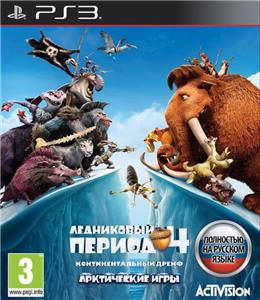 PS3
ЛЕДНИКОВЫЙ
ПЕРИОД 4
КОНТИНЕНТАЛЬНЫЙ ДРЕЙФ
АРКТИЧЕСКИЕ ИГРЫ
3
www.pegi.info
ПОЛНОСТЬЮ
НА РУССКОМ
ЯЗЫКЕ
ACTIVISION